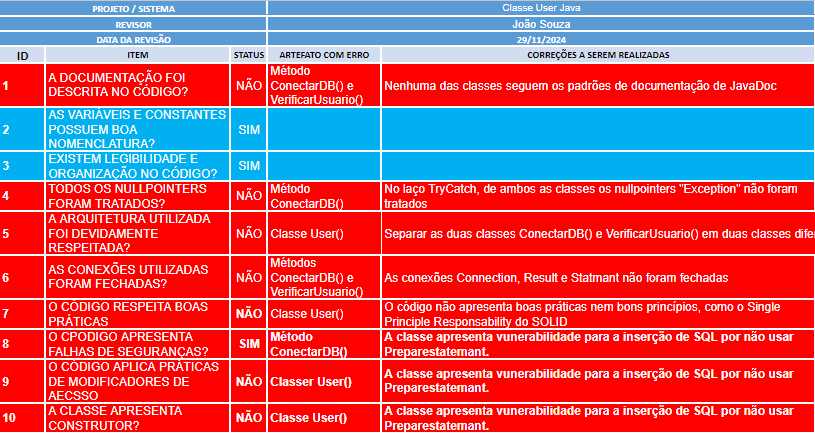 PROJETO / SISTEMA Classe User Java
REVISOR João Souza
DATA DA REVISÃO 29/11/2024
ID ITEM STATUS ARTEFATO COM ERRO CORREÇÕES A SEREM REALIZADAS
1 A DOCUMENTAÇÃO FOI DESCRITA NO CÓDIGO? NÃO Método ConectarDB() e VerificarUsuario() Nenhuma das classes seguem os padrões de documentação de JavaDoc
2 AS VARIÁVEIS E CONSTANTES POSSUEM BOA NOMENCLATURA? SIM
3 EXISTEM LEGIBILIDADE E ORGANIZAÇÃO NO CÓDIGO? SIM
4 TODOS OS NULLPOINTERS FORAM TRATADOS? NÃO Método ConectarDB() No laço TryCatch, de ambos as classes os nullpointers "Exception" não foram tratados
5 A ARQUITETURA UTILIZADA FOI DEVIDAMENTE RESPEITADA? NÃO Classe User() Separar as duas classes ConectarDB() e VerificarUsuario() em duas classes difer
6 AS CONEXÕES UTILIZADAS FORAM FECHADAS? NÃO Métodos ConectarDB() e VerificarUsuario() As conexões Connection, Result e Statmant não foram fechadas
7 O CÓDIGO RESPEITA BOAS PRÁTICAS NÃO Classe User() O código não apresenta boas práticas nem bons princípios, como o Single Principle Responsability do SOLID
8 O CPODIGO APRESENTA FALHAS DE SEGURANÇAS? SIM Método ConectarDB() A classe apresenta vunerabilidade para a inserção de SQL por não usar Preparestatemant.
9 O CÓDIGO APLICA PRÁTICAS DE MODIFICADORES DE AECSSO NÃO Classer User() A classe apresenta vunerabilidade para a inserção de SQL por não usar Preparestatemant.
10 A CLASSE APRESENTA CONSTRUTOR? NÃO Classe User() A classe apresenta vunerabilidade para a inserção de SQL por não usar Preparestatemant.